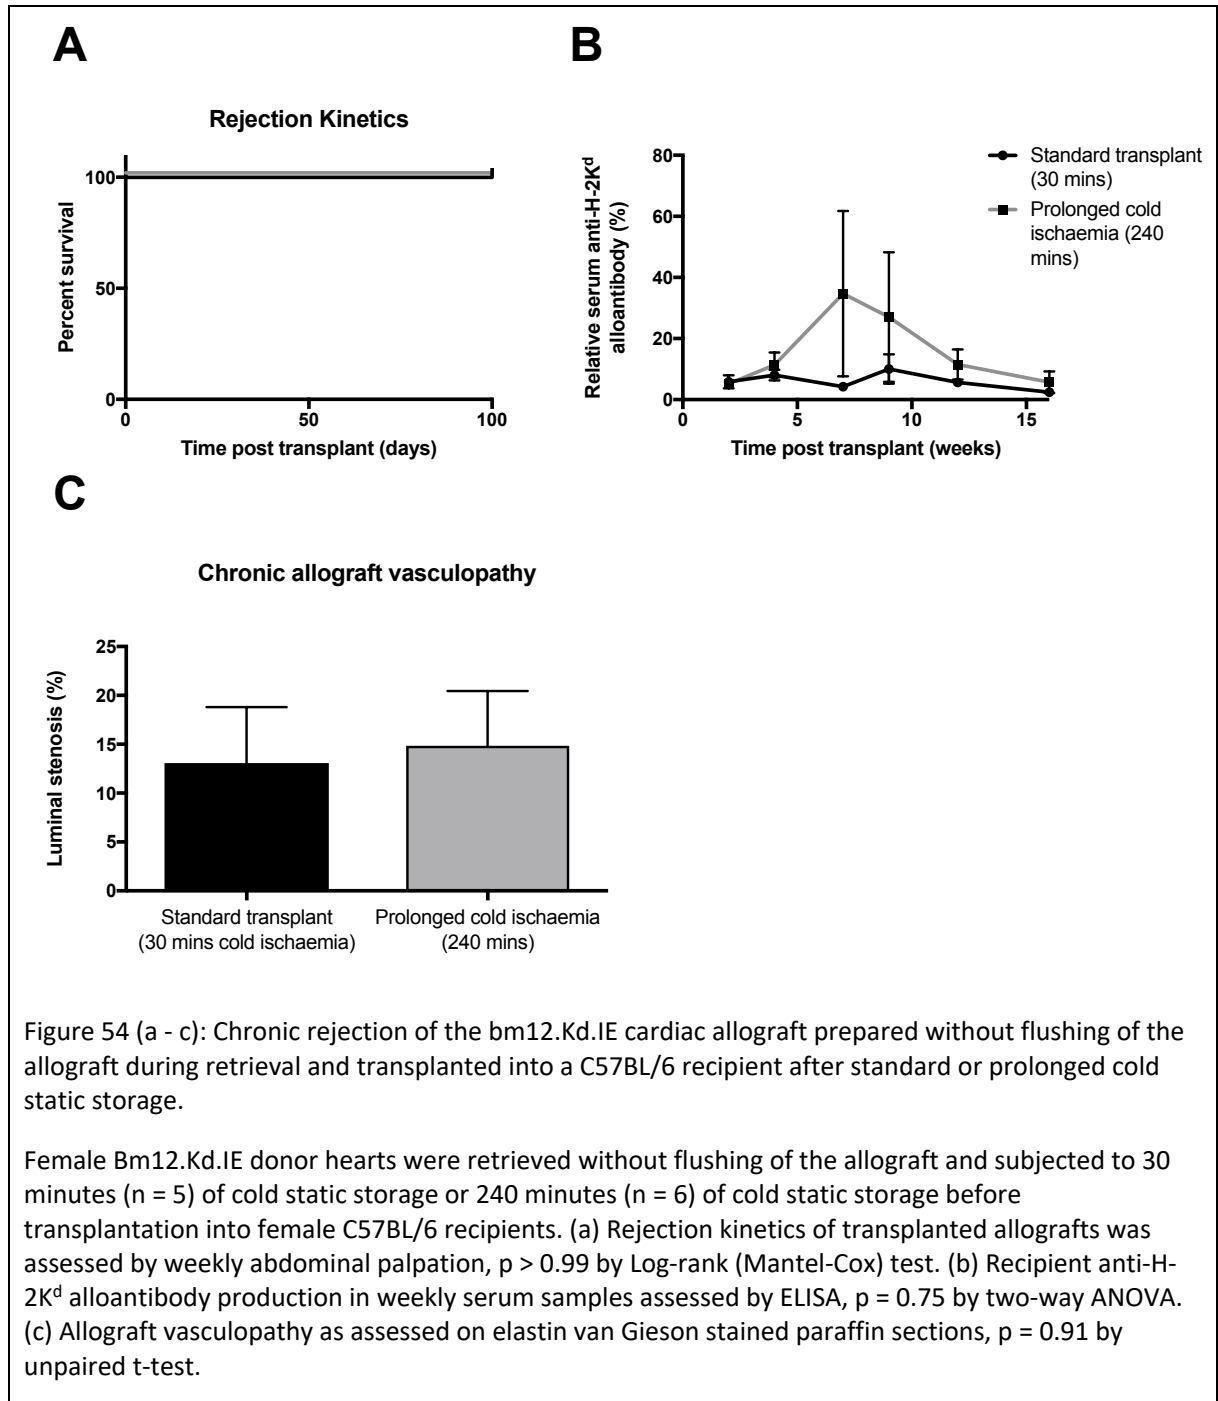 A
Rejection Kinetics
Percent survival
100
50
0
0
50
100
Time post transplant (days)
B
Relative serum anti-H-2Kᵈ
alloantibody (%)
80
60
40
20
0
0
5
10
15
Time post transplant (weeks)
Standard transplant
(30 mins)
Prolonged cold
ischaemia (240
mins)
C
Chronic allograft vasculopathy
Luminal stenosis (%)
25
20
15
10
5
0
Standard transplant
(30 mins cold ischaemia)
Prolonged cold ischaemia
(240 mins)
Figure 54 (a - c): Chronic rejection of the bm12.Kd.IE cardiac allograft prepared without flushing of the
allograft during retrieval and transplanted into a C57BL/6 recipient after standard or prolonged cold
static storage.
Female Bm12.Kd.IE donor hearts were retrieved without flushing of the allograft and subjected to 30
minutes (n = 5) of cold static storage or 240 minutes (n = 6) of cold static storage before
transplantation into female C57BL/6 recipients. (a) Rejection kinetics of transplanted allografts was
assessed by weekly abdominal palpation, p > 0.99 by Log-rank (Mantel-Cox) test. (b) Recipient anti-H-
2Kᵈ alloantibody production in weekly serum samples assessed by ELISA, p = 0.75 by two-way ANOVA.
(c) Allograft vasculopathy as assessed on elastin van Gieson stained paraffin sections, p = 0.91 by
unpaired t-test.